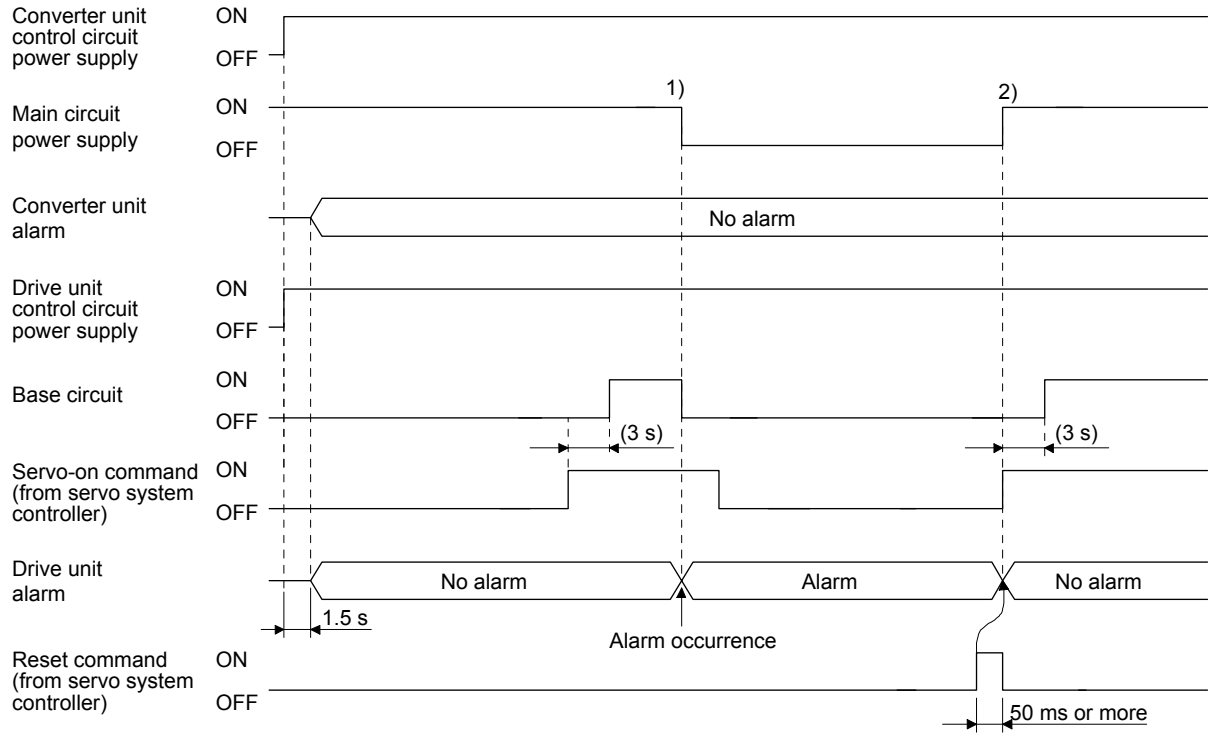 Converter unit
control circuit
power supply
ON
OFF
1)
2)
Main circuit
power supply
ON
OFF
Converter unit
alarm
No alarm
Drive unit
control circuit
power supply
ON
OFF
Base circuit
ON
OFF
(3 s)
(3 s)
Servo-on command
(from servo system
controller)
ON
OFF
Drive unit
alarm
No alarm
Alarm
No alarm
1.5 s
Alarm occurrence
Reset command
(from servo system
controller)
ON
OFF
50 ms or more